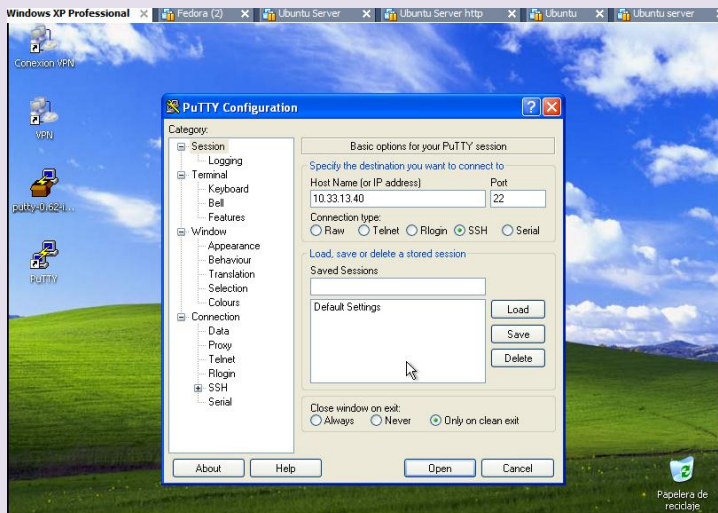 Windows XP Professional
Fedora (2)
Ubuntu Server
Ubuntu Server http
Ubuntu
Ubuntu server
Conexion VPN
VPN
PuTTY
PuTTY Configuration
Category:
Session
Logging
Terminal
Keyboard
Bell
Features
Window
Appearance
Behaviour
Translation
Selection
Colours
Connection
Data
Proxy
Telnet
Rlogin
SSH
Serial
Basic options for your PuTTY session
Specify the destination you want to connect to
Host Name (or IP address) Port
10.33.13.40 22
Connection type:
Raw Telnet Rlogin SSH Serial
Load, save or delete a stored session
Saved Sessions
Default Settings
Load
Save
Delete
Close window on exit:
Always Never Only on clean exit
About Help Open Cancel
Papelera de
reciclaje